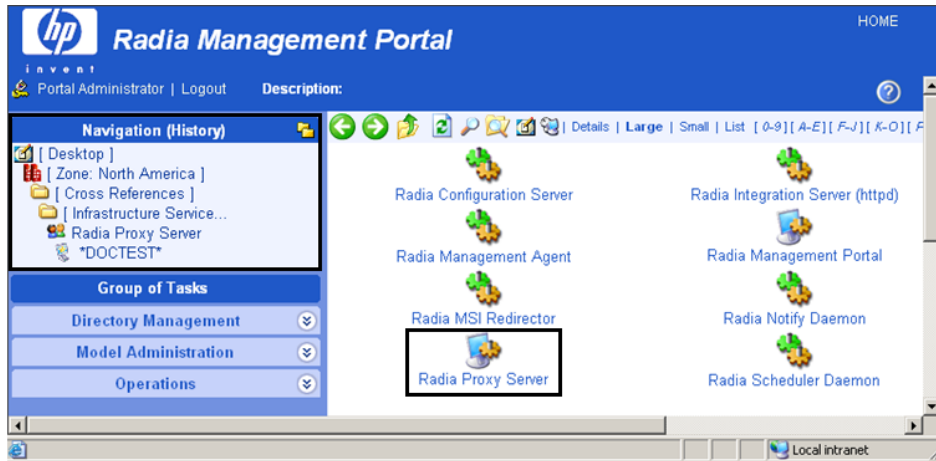 hp
invent
Radia Management Portal
HOME
Portal Administrator | Logout
Description:
?
Navigation (History)
[ Desktop ]
[ Zone: North America ]
[ Cross References ]
[ Infrastructure Service...
Radia Proxy Server
*DOCTEST*
Group of Tasks
Directory Management
Model Administration
Operations
| Details | Large | Small | List [ 0-9 ][ A-E ][ F-J ][ K-O ][
Radia Configuration Server
Radia Integration Server (httpd)
Radia Management Agent
Radia Management Portal
Radia MSI Redirector
Radia Notify Daemon
Radia Proxy Server
Radia Scheduler Daemon
Local intranet